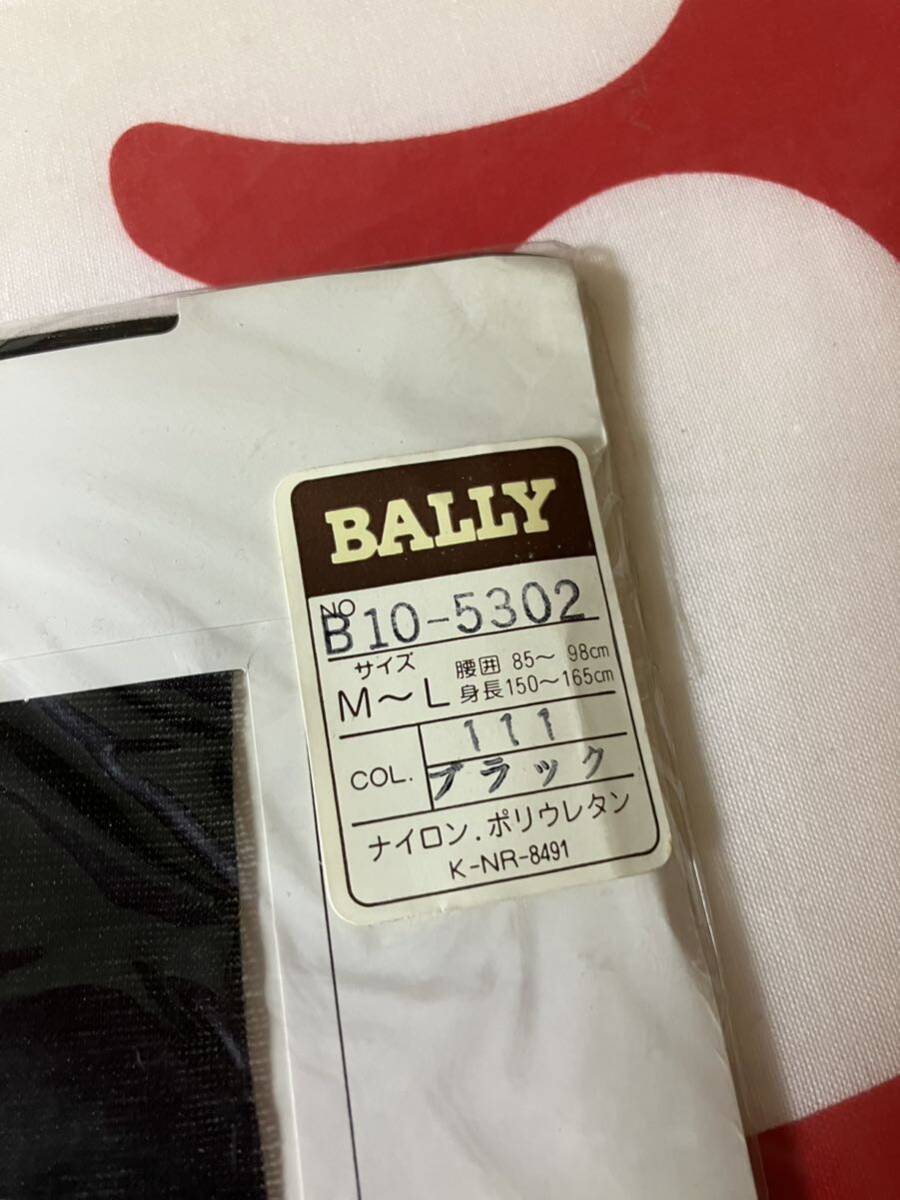 BALLY
NO B10-5302
サイズ
M～L 腰囲 85～ 98cm
身長150～165cm
COL. 111
ブラック
ナイロン.ポリウレタン
K-NR-8491